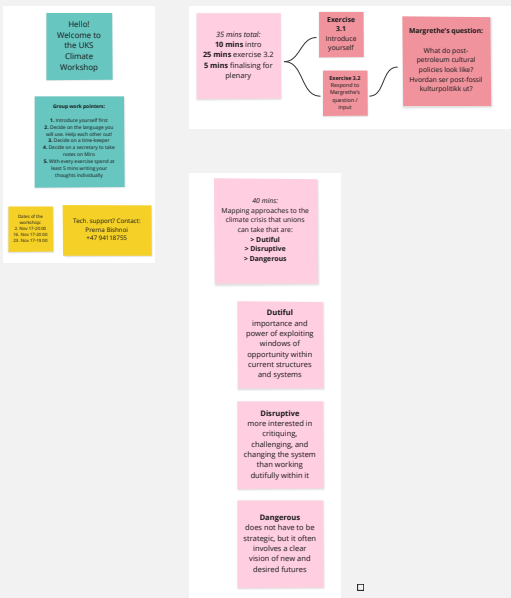 Hello!
Welcome to
the UKS
Climate
Workshop
Group work pointers:
1. Introduce yourself first
2. Decide on the language you
will use. Help each other out!
3. Decide on a time-keeper
4. Decide on a secretary to take
notes on Miro
5. With every exercise spend at
least 5 mins writing your
thoughts individually
Dates of the
workshop:
2. Nov 17-20:00
16. Nov 17-20:00
Tech. support? Contact:
Prerna Bishnoi
+47 94118755
35 mins total:
10 mins intro
25 mins exercise 3.2
5 mins finalising for
plenary
Exercise
3.1
Introduce
yourself
Exercise 3.2
Respond to
Margrethe's
question /
input
Margrethe's question:
What do post-
petroleum cultural
policies look like?
Hvordan ser post-fossil
kulturpolitikk ut?
40 mins:
Mapping approaches to the
climate crisis that unions
can take that are:
> Dutiful
> Disruptive
> Dangerous
Dutiful
importance and
power of exploiting
windows of
opportunity within
current structures
and systems
Disruptive
more interested in
critiquing,
challenging, and
changing the system
than working
dutifully within it
Dangerous
does not have to be
strategic, but it often
involves a clear
vision of new and
desired futures